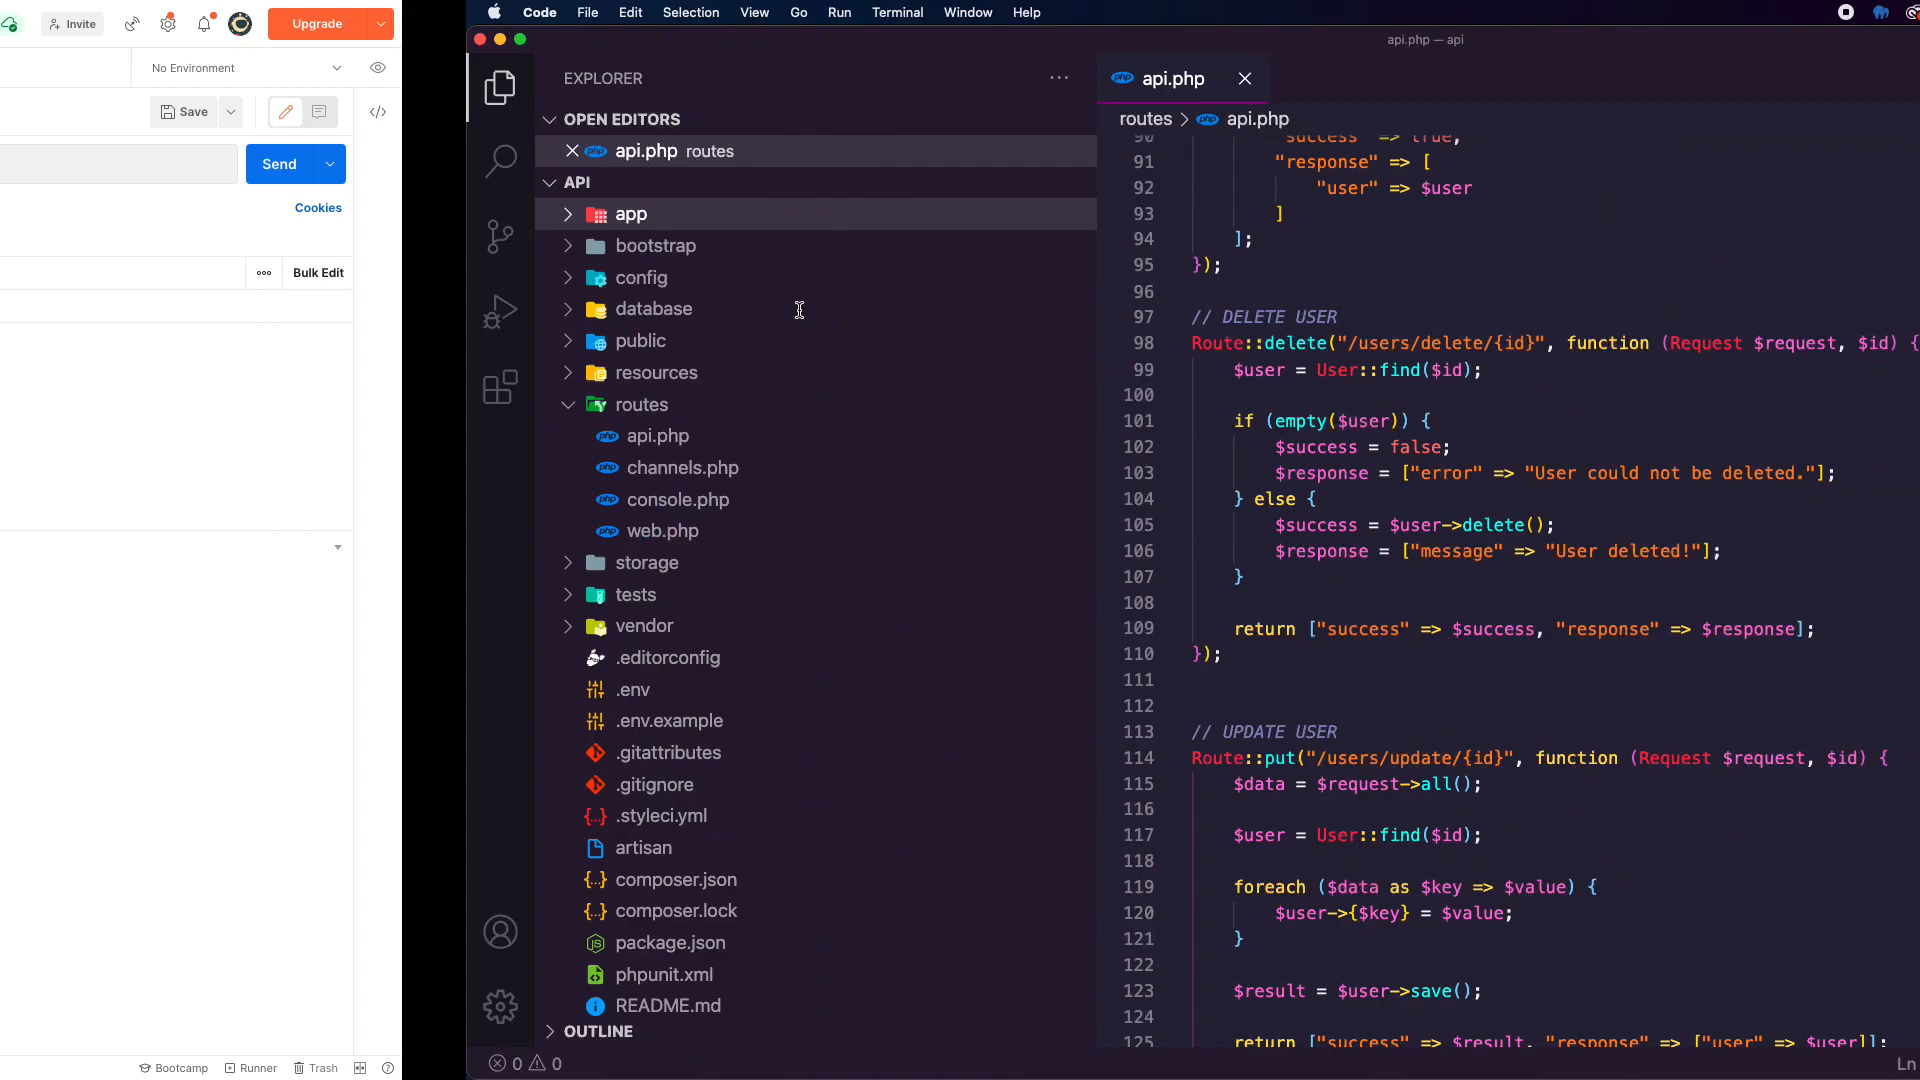 Invite
Upgrade
No Environment
Save
Send
Cookies
Bulk Edit
Bootcamp
Runner
Trash
Code File Edit Selection View Go Run Terminal Window Help
api.php — api
EXPLORER
OPEN EDITORS
api.php routes
API
app
bootstrap
config
database
public
resources
routes
api.php
channels.php
console.php
web.php
storage
tests
vendor
.editorconfig
.env
.env.example
.gitattributes
.gitignore
.styleci.yml
artisan
composer.json
composer.lock
package.json
phpunit.xml
README.md
OUTLINE
0 0
php api.php
routes > php api.php
90 "success" => true,
91 "response" => [
92 "user" => $user
93 ]
94 ];
95 });
96
97 // DELETE USER
98 Route::delete("/users/delete/{id}", function (Request $request, $id) {
99 $user = User::find($id);
100
101 if (empty($user)) {
102 $success = false;
103 $response = ["error" => "User could not be deleted."];
104 } else {
105 $success = $user->delete();
106 $response = ["message" => "User deleted!"];
107 }
108
109 return ["success" => $success, "response" => $response];
110 });
111
112
113 // UPDATE USER
114 Route::put("/users/update/{id}", function (Request $request, $id) {
115 $data = $request->all();
116
117 $user = User::find($id);
118
119 foreach ($data as $key => $value) {
120 $user->{$key} = $value;
121 }
122
123 $result = $user->save();
124
125 return ["success" => $result, "response" => ["user" => $user]];
Ln